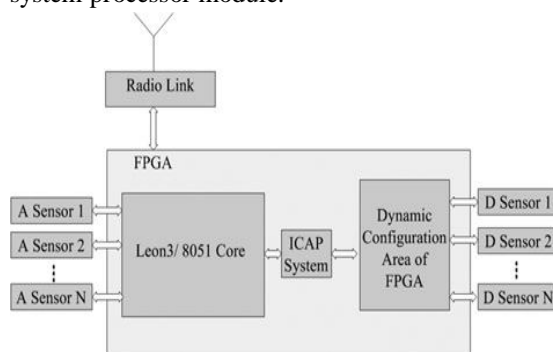 system processor module.
Radio Link
FPGA
A Sensor 1
A Sensor 2
A Sensor N
Leon3/ 8051 Core
ICAP
System
Dynamic
Configuration
Area of
FPGA
D Sensor 1
D Sensor 2
D Sensor N